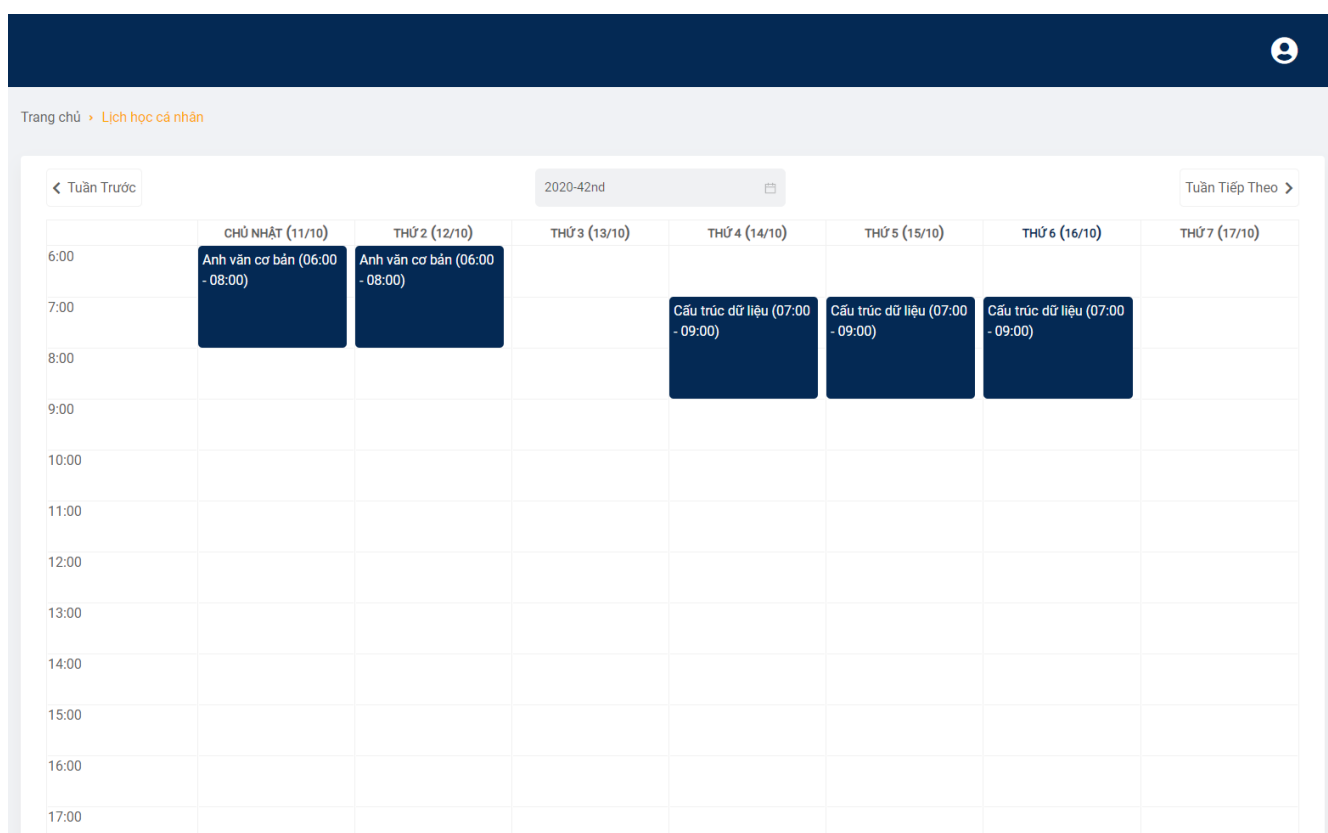 Trang chủ › Lịch học cá nhân
Tuần Trước
2020-42nd
Tuần Tiếp Theo
CHỦ NHẬT (11/10)
THỨ 2 (12/10)
THỨ 3 (13/10)
THỨ 4 (14/10)
THỨ 5 (15/10)
THỨ 6 (16/10)
THỨ 7 (17/10)
6:00
Anh văn cơ bản (06:00
- 08:00)
Anh văn cơ bản (06:00
- 08:00)
7:00
Cấu trúc dữ liệu (07:00
- 09:00)
Cấu trúc dữ liệu (07:00
- 09:00)
Cấu trúc dữ liệu (07:00
- 09:00)
8:00
9:00
10:00
11:00
12:00
13:00
14:00
15:00
16:00
17:00